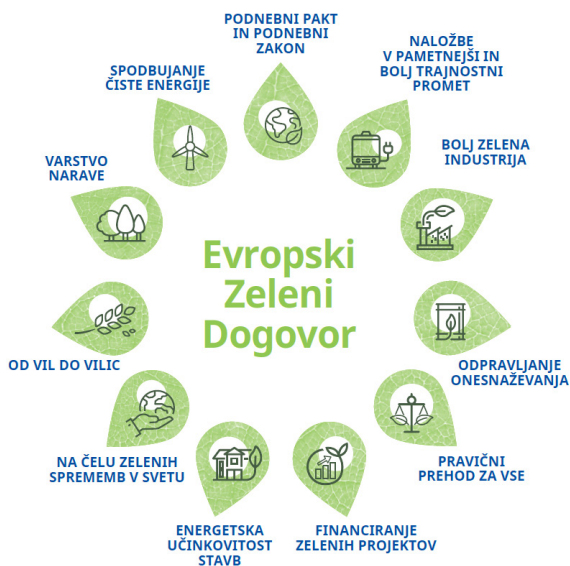 PODNEBNI PAKT
IN PODNEBNI
ZAKON
NALOŽBE
V PAMETNEJŠI IN
BOLJ TRAJNOSTNI
PROMET
BOLJ ZELENA
INDUSTRIJA
ODPRAVLJANJE
ONESNAŽEVANJA
PRAVIČNI
PREHOD ZA VSE
FINANCIRANJE
ZELENIH PROJEKTOV
ENERGETSKA
UČINKOVITOST
STAVB
NA ČELU ZELENIH
SPREMEMB V SVETU
OD VIL DO VILIC
VARSTVO
NARAVE
SPODBUJANJE
ČISTE ENERGIJE
Evropski
Zeleni
Dogovor